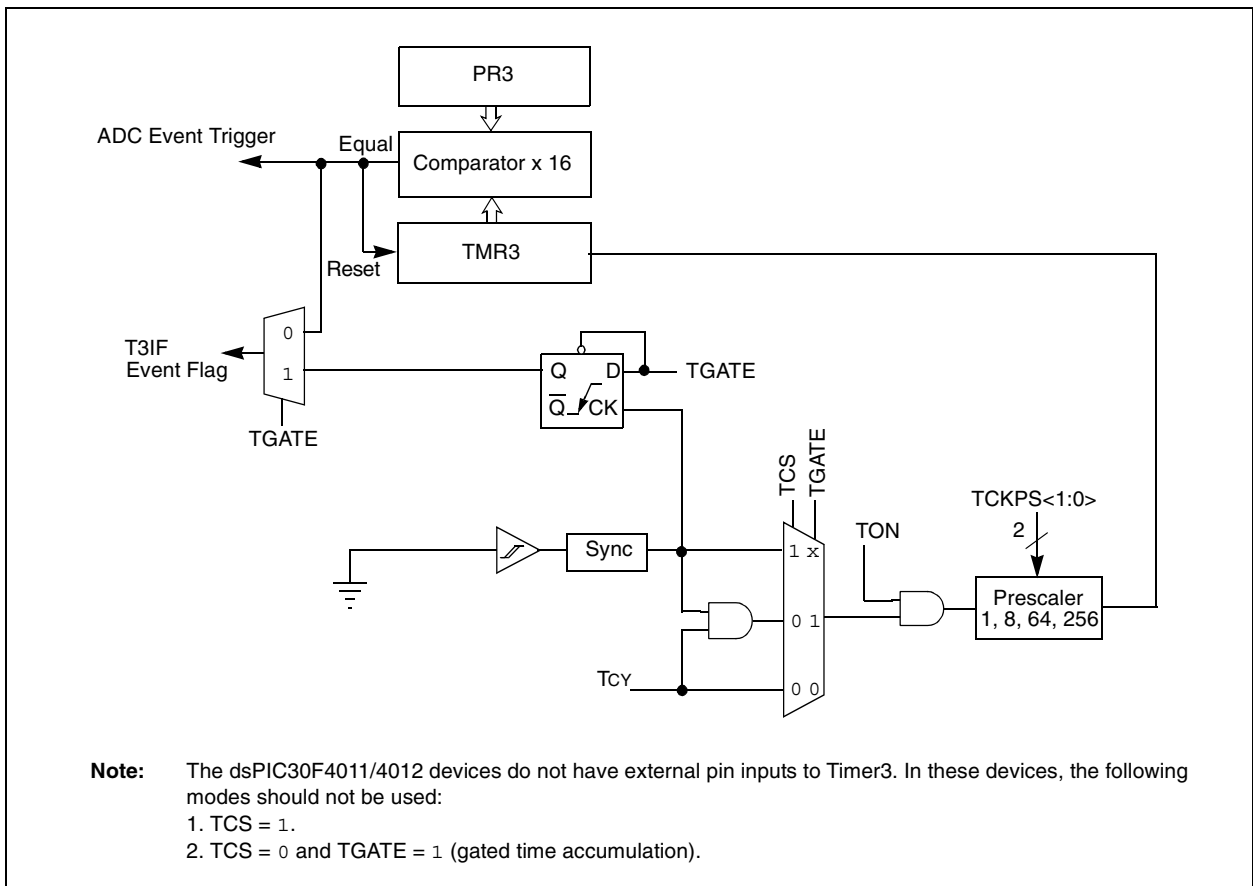 PR3
ADC Event Trigger
Equal
Comparator x 16
TMR3
Reset
0
T3IF
Event Flag
1
TGATE
Q D
TGATE
Q̅ CK
TCS
TGATE
TCKPS<1:0>
2
TON
Sync
1 x
Prescaler
1, 8, 64, 256
0 1
TCY
0 0
Note: The dsPIC30F4011/4012 devices do not have external pin inputs to Timer3. In these devices, the following
modes should not be used:
1. TCS = 1.
2. TCS = 0 and TGATE = 1 (gated time accumulation).